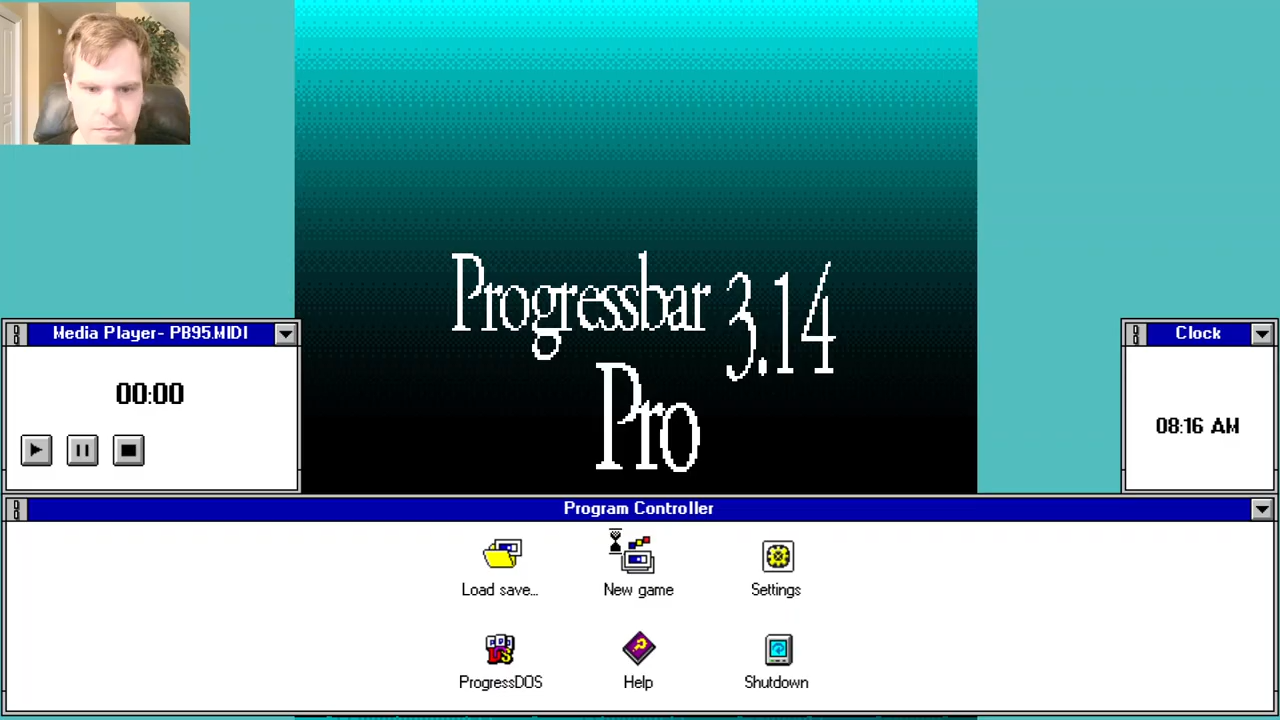 Progressbar 3.14
Pro
Media Player- PB95.MIDI
00:00
Clock
08:16 AM
Program Controller
Load save...
New game
Settings
ProgressDOS
Help
Shutdown